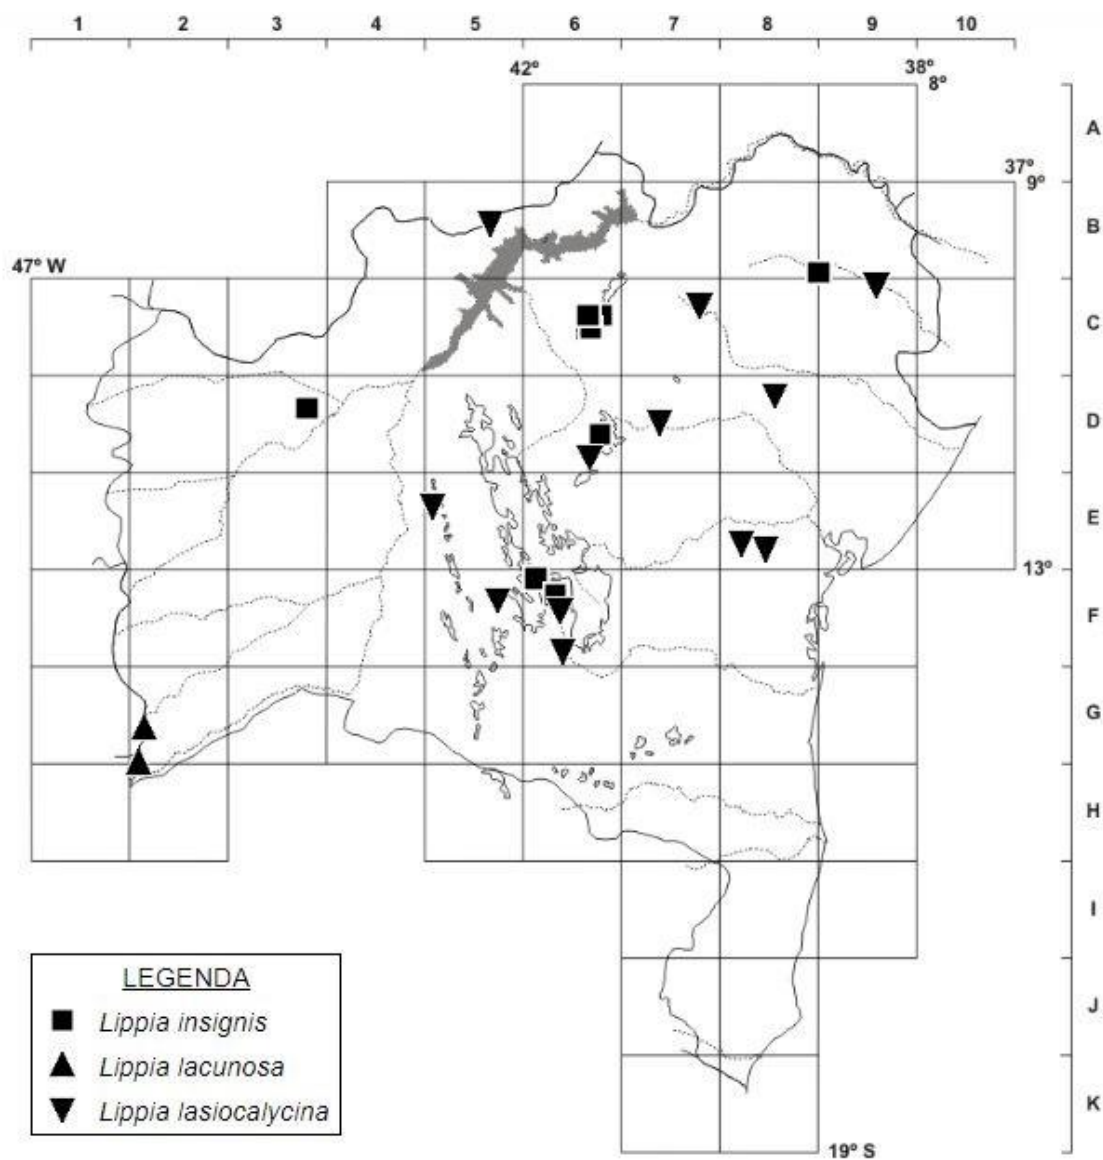 1 2 3 4 5 6 7 8 9 10
42º 38º
8º
A
37º
9º
B
47º W
C
D
E
13º
F
G
H
I
LEGENDA
J
Lippia insignis
Lippia lacunosa
Lippia lasiocalycina
K
19º S